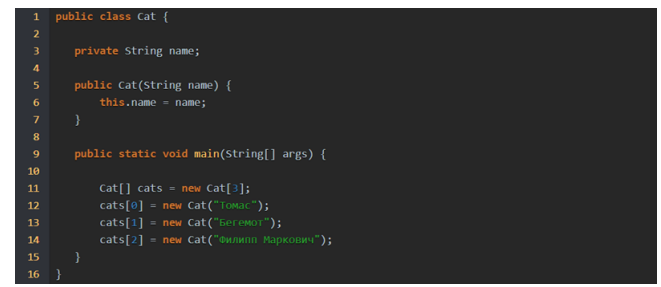 1 public class Cat {
2
3 private String name;
4
5 public Cat(String name) {
6 this.name = name;
7 }
8
9 public static void main(String[] args) {
10
11 Cat[] cats = new Cat[3];
12 cats[0] = new Cat("Томас");
13 cats[1] = new Cat("Бегемот");
14 cats[2] = new Cat("Филипп Маркович");
15 }
16 }